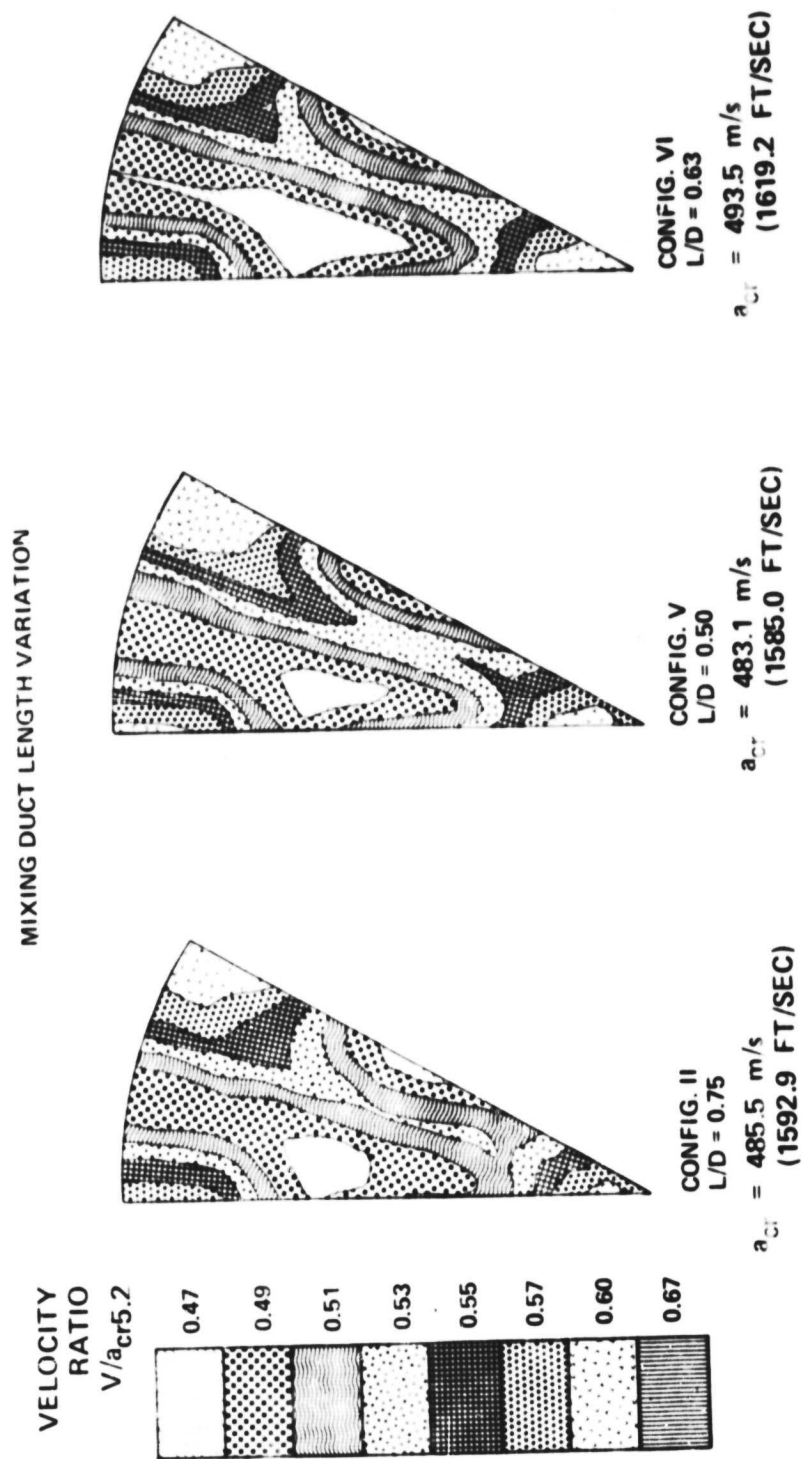 MIXING DUCT LENGTH VARIATION
VELOCITY
RATIO
V/acr5.2
0.47
0.49
0.51
0.53
0.55
0.57
0.60
0.67
CONFIG. II
L/D = 0.75
acr = 485.5 m/s
(1592.9 FT/SEC)
CONFIG. V
L/D = 0.50
acr = 483.1 m/s
(1585.0 FT/SEC)
CONFIG. VI
L/D = 0.63
acr = 493.5 m/s
(1619.2 FT/SEC)